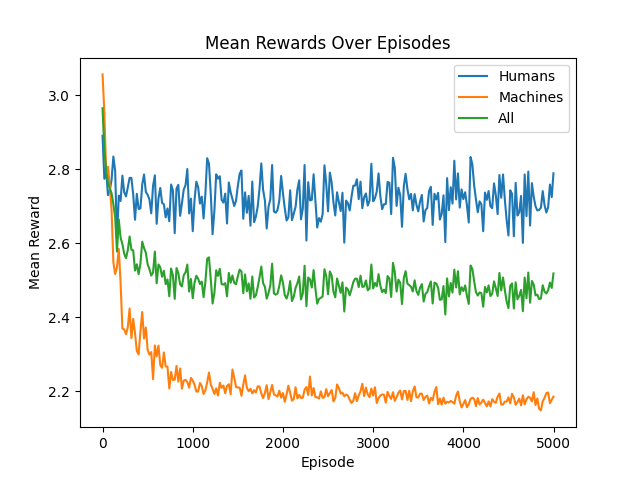 Mean Rewards Over Episodes
Humans
Machines
All
Mean Reward
3.0
2.8
2.6
2.4
2.2
0
1000
2000
3000
4000
5000
Episode